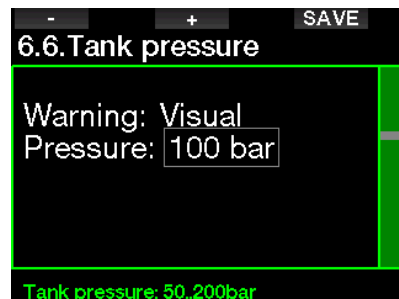 - + SAVE
6.6.Tank pressure
Warning: Visual
Pressure: 100 bar
Tank pressure: 50..200bar